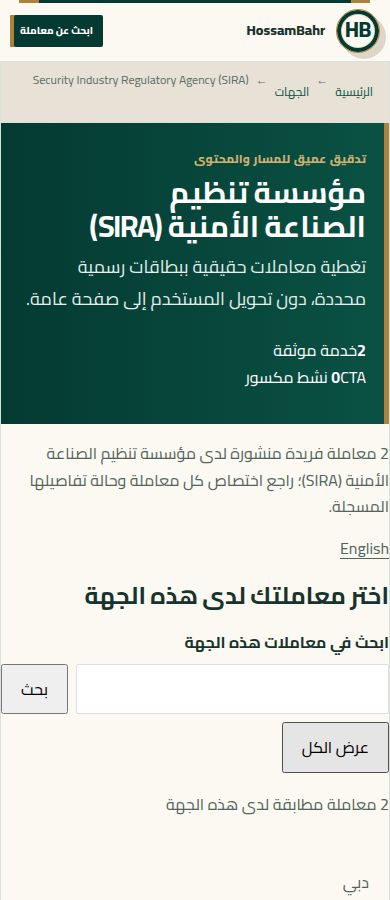 HB
HossamBahr
ابحث عن معاملة
الرئيسية ← الجهات ← Security Industry Regulatory Agency (SIRA)
تدقيق عميق للمسار والمحتوى
مؤسسة تنظيم
الصناعة الأمنية (SIRA)
تغطية معاملات حقيقية ببطاقات رسمية
محددة، دون تحويل المستخدم إلى صفحة عامة.
2خدمة موثقة
0CTA نشط مكسور
2 معاملة فريدة منشورة لدى مؤسسة تنظيم الصناعة
الأمنية (SIRA)؛ راجع اختصاص كل معاملة وحالة تفاصيلها
المسجلة.
English
اختر معاملتك لدى هذه الجهة
ابحث في معاملات هذه الجهة
بحث
عرض الكل
2 معاملة مطابقة لدى هذه الجهة
دبي